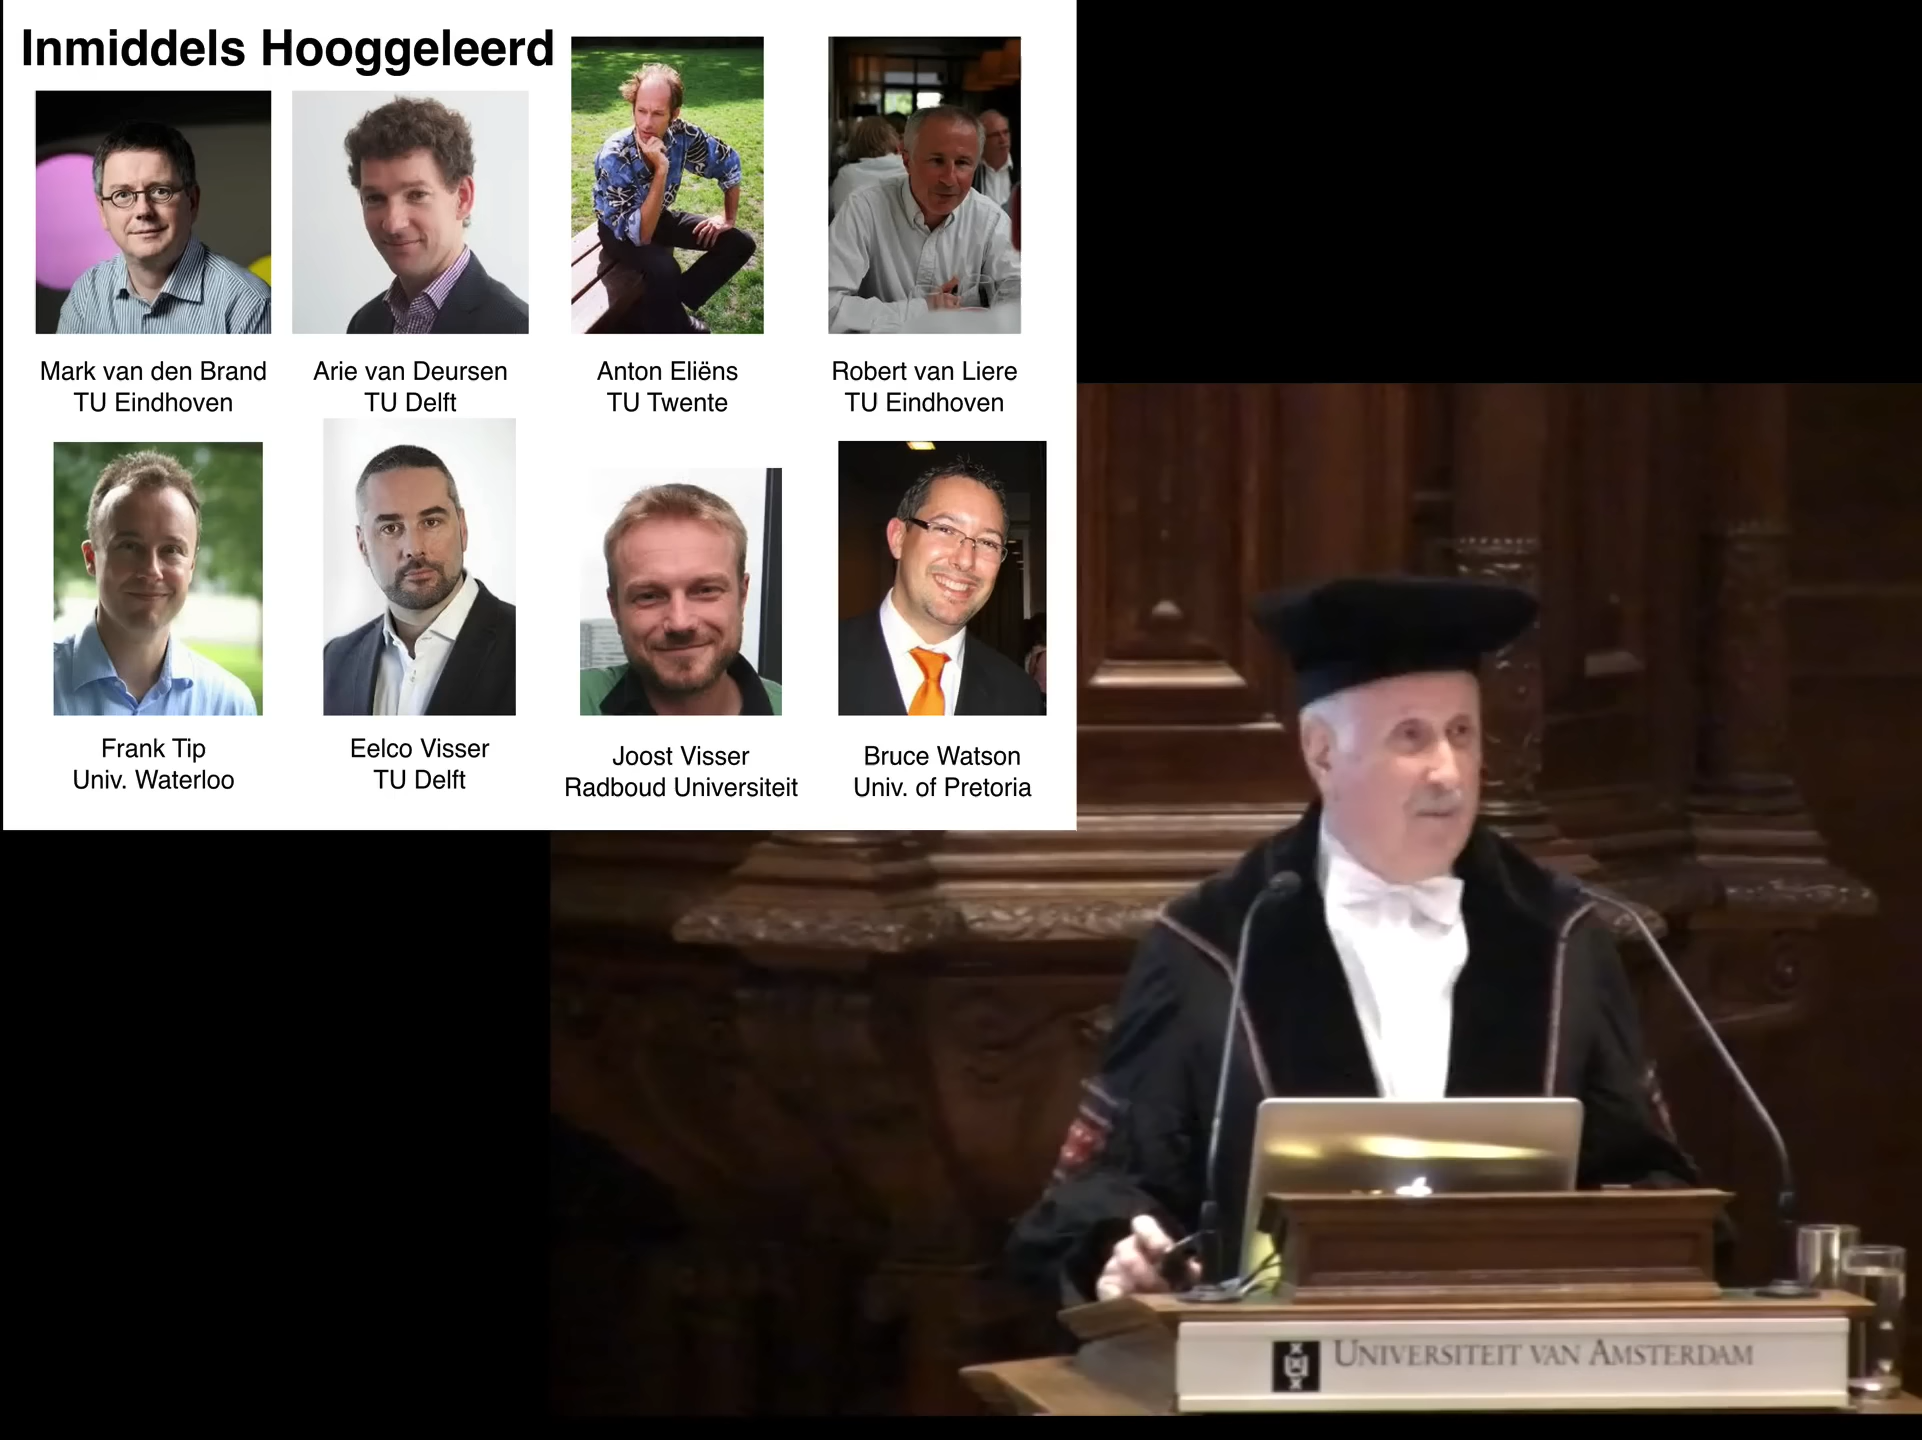 Inmiddels Hooggeleerd
Mark van den Brand
TU Eindhoven
Arie van Deursen
TU Delft
Anton Eliëns
TU Twente
Robert van Liere
TU Eindhoven
Frank Tip
Univ. Waterloo
Eelco Visser
TU Delft
Joost Visser
Radboud Universiteit
Bruce Watson
Univ. of Pretoria
UNIVERSITEIT VAN AMSTERDAM